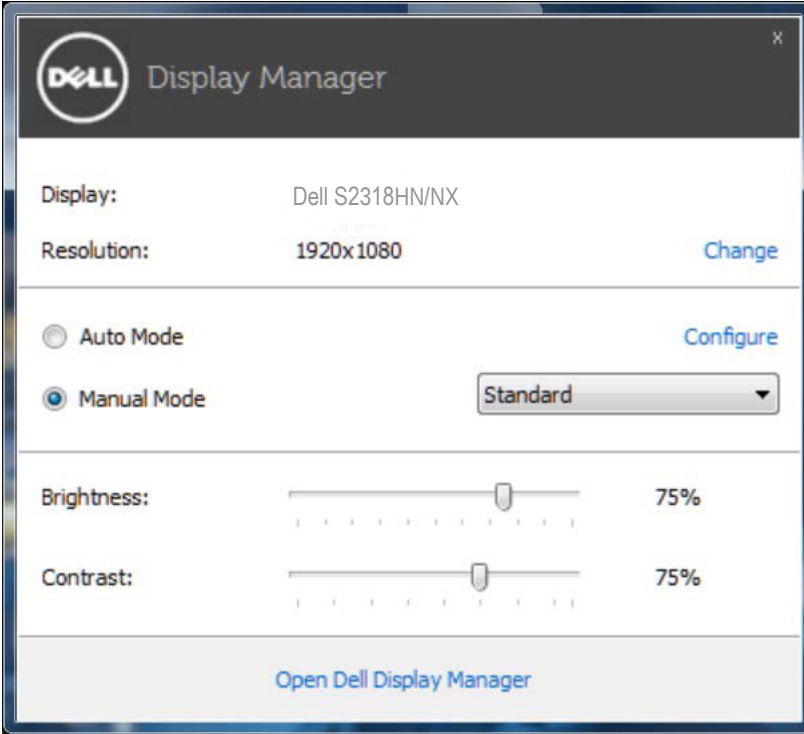 DELL Display Manager x
Display: Dell S2318HN/NX
Resolution: 1920x1080 Change
Auto Mode Configure
Manual Mode Standard
Brightness: 75%
Contrast: 75%
Open Dell Display Manager